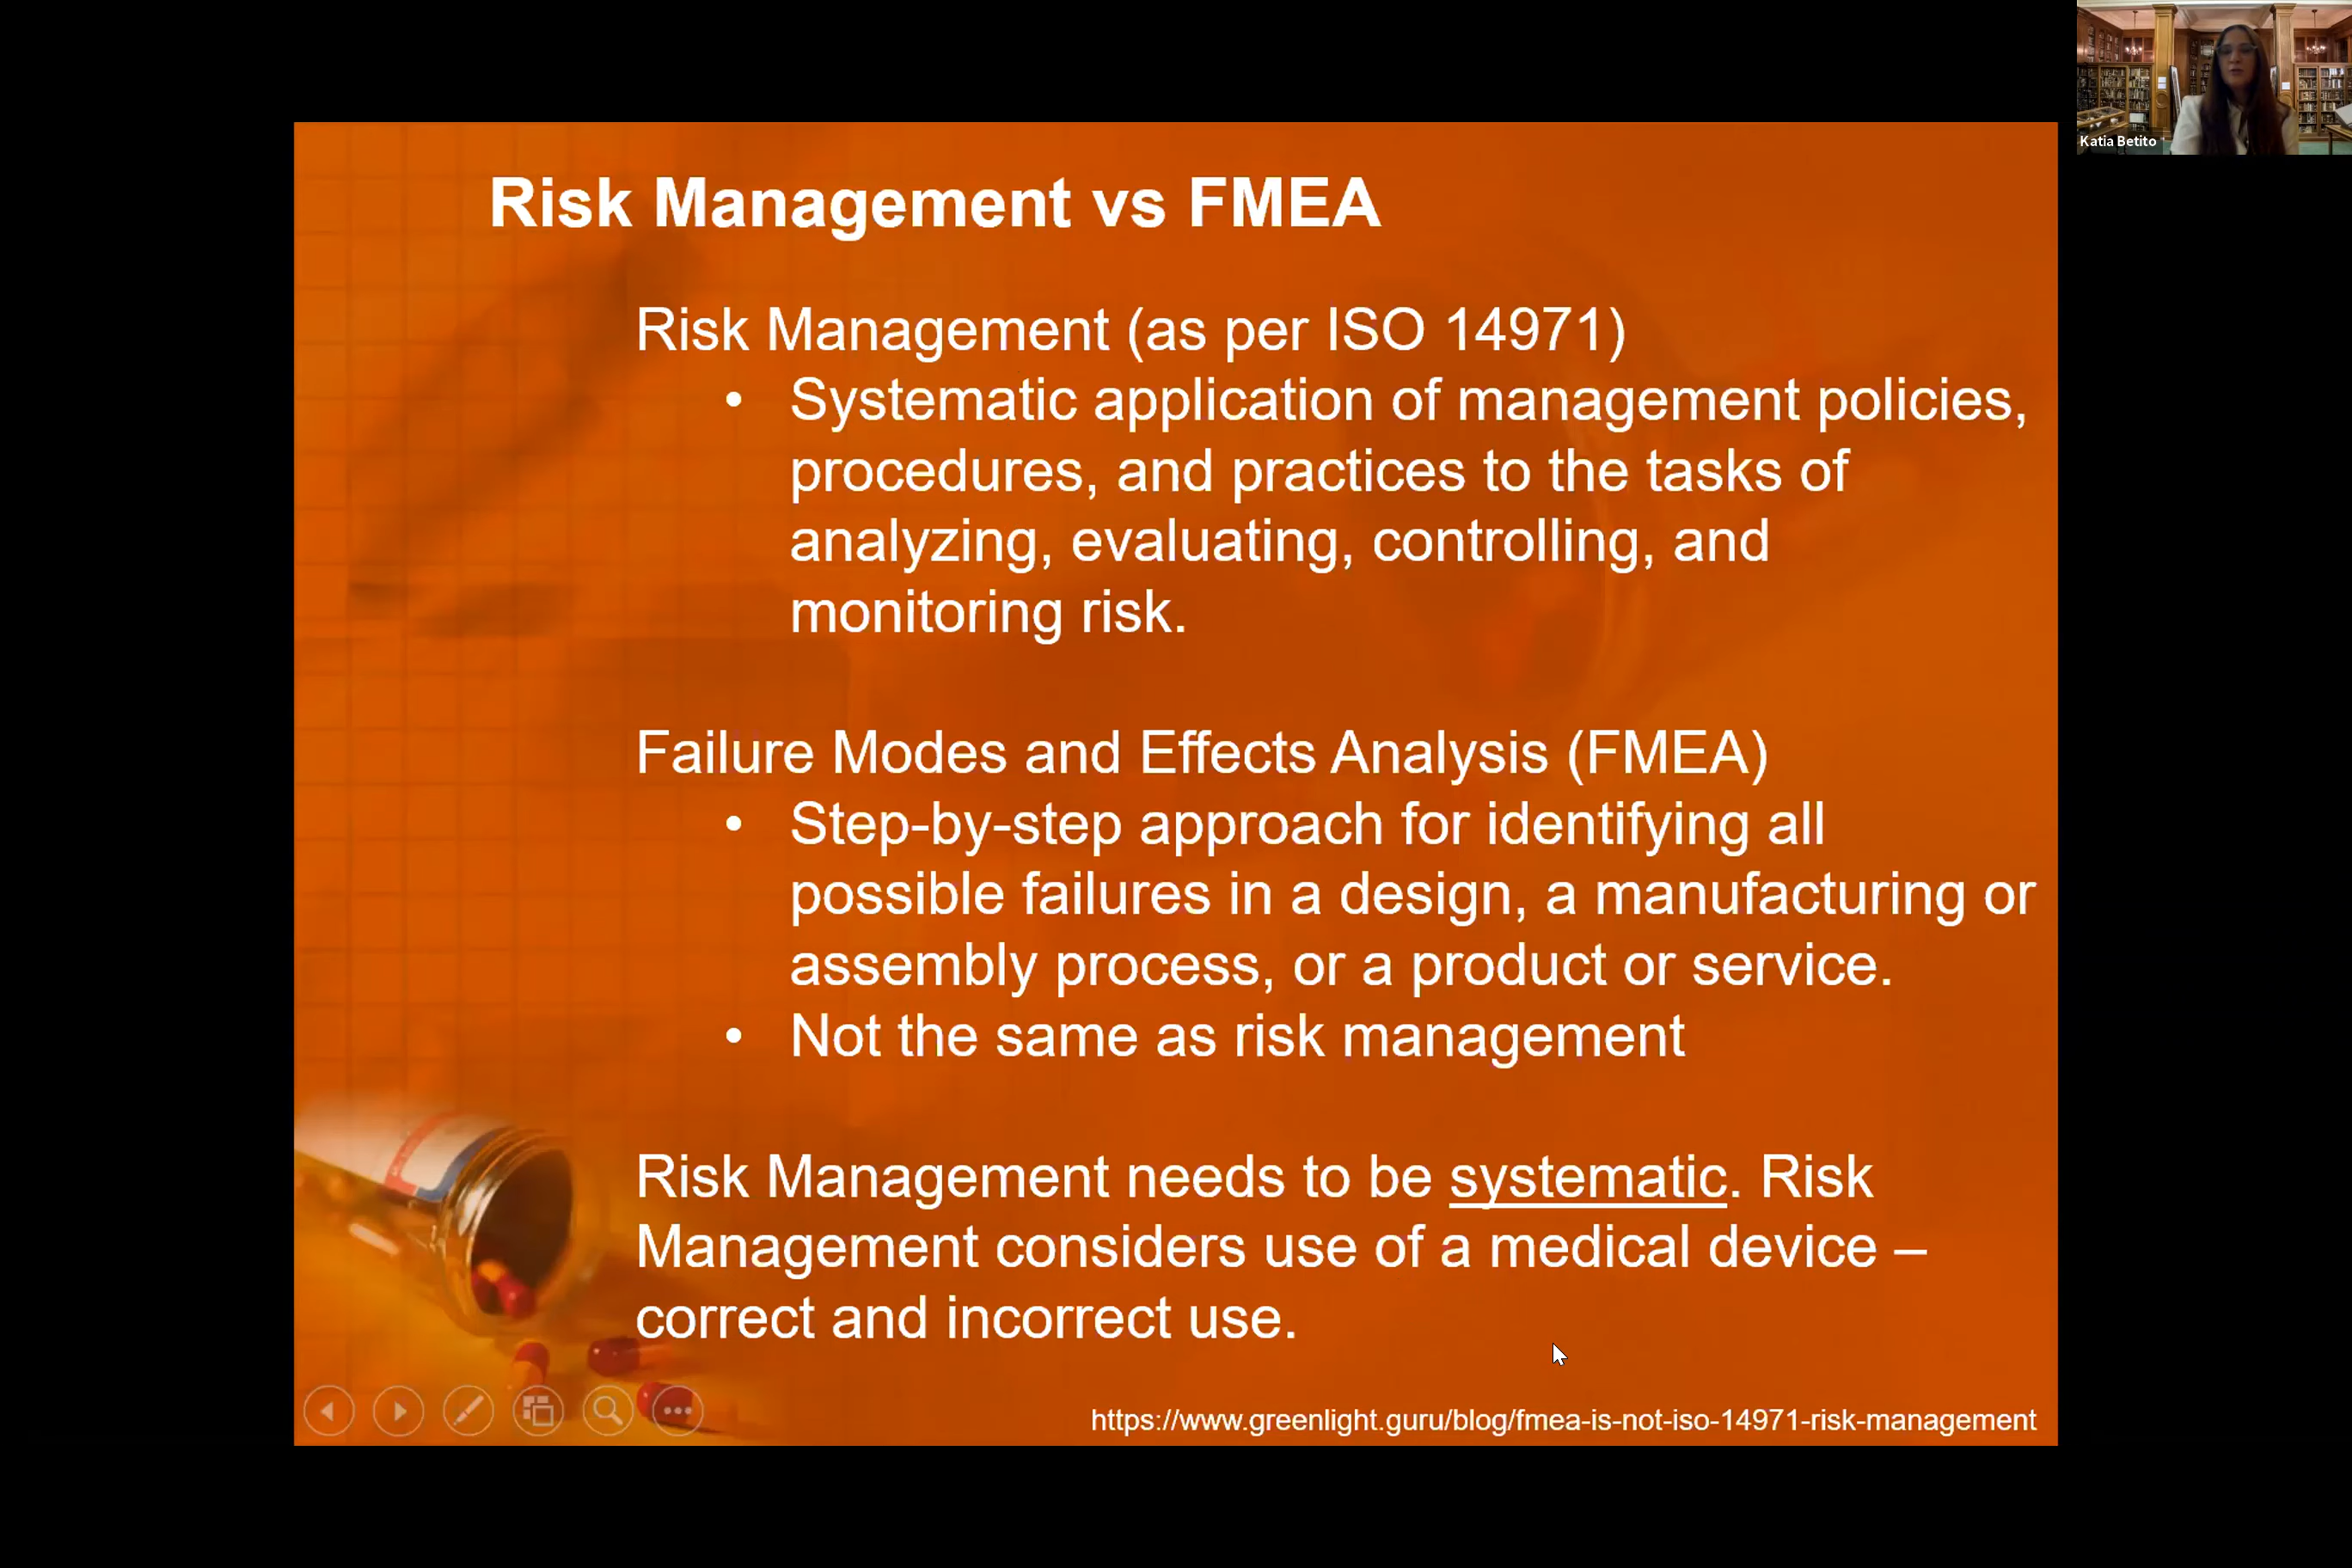 Katia Betito
Risk Management vs FMEA
Risk Management (as per ISO 14971)
• Systematic application of management policies,
procedures, and practices to the tasks of
analyzing, evaluating, controlling, and
monitoring risk.
Failure Modes and Effects Analysis (FMEA)
• Step-by-step approach for identifying all
possible failures in a design, a manufacturing or
assembly process, or a product or service.
• Not the same as risk management
Risk Management needs to be systematic. Risk
Management considers use of a medical device –
correct and incorrect use.
https://www.greenlight.guru/blog/fmea-is-not-iso-14971-risk-management